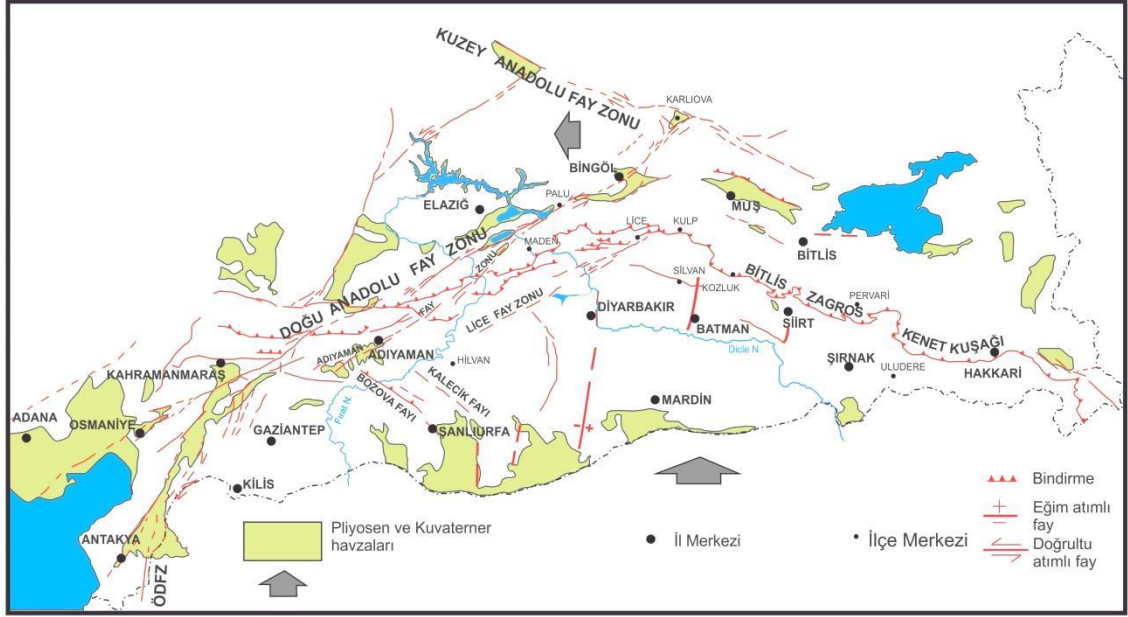 KUZEY ANADOLU FAY ZONU
KARLIOVA
BİNGÖL
PALU
ELAZIĞ
MUŞ
LİCE
KULP
BİTLİS
MADEN
DOĞU ANADOLU FAY ZONU
SİLVAN
KOZLUK
BİTLİS ZAGROS KENET KUŞAĞI
PERVARİ
LİCE FAY ZONU
DİYARBAKIR
BATMAN
SİİRT
Dicle N.
ADIYAMAN FAY ZONU
ADIYAMAN
HİLVAN
ŞIRNAK
ULUDERE
HAKKARİ
KAHRAMANMARAŞ
KALECİK FAYI
BOZOVA FAYI
MARDİN
ADANA
OSMANİYE
GAZİANTEP
Fırat N.
ŞANLIURFA
KİLİS
ANTAKYA
ÖDFZ
Pliyosen ve Kuvaterner
havzaları
İl Merkezi
İlçe Merkezi
Bindirme
Eğim atımlı
fay
Doğrultu
atımlı fay